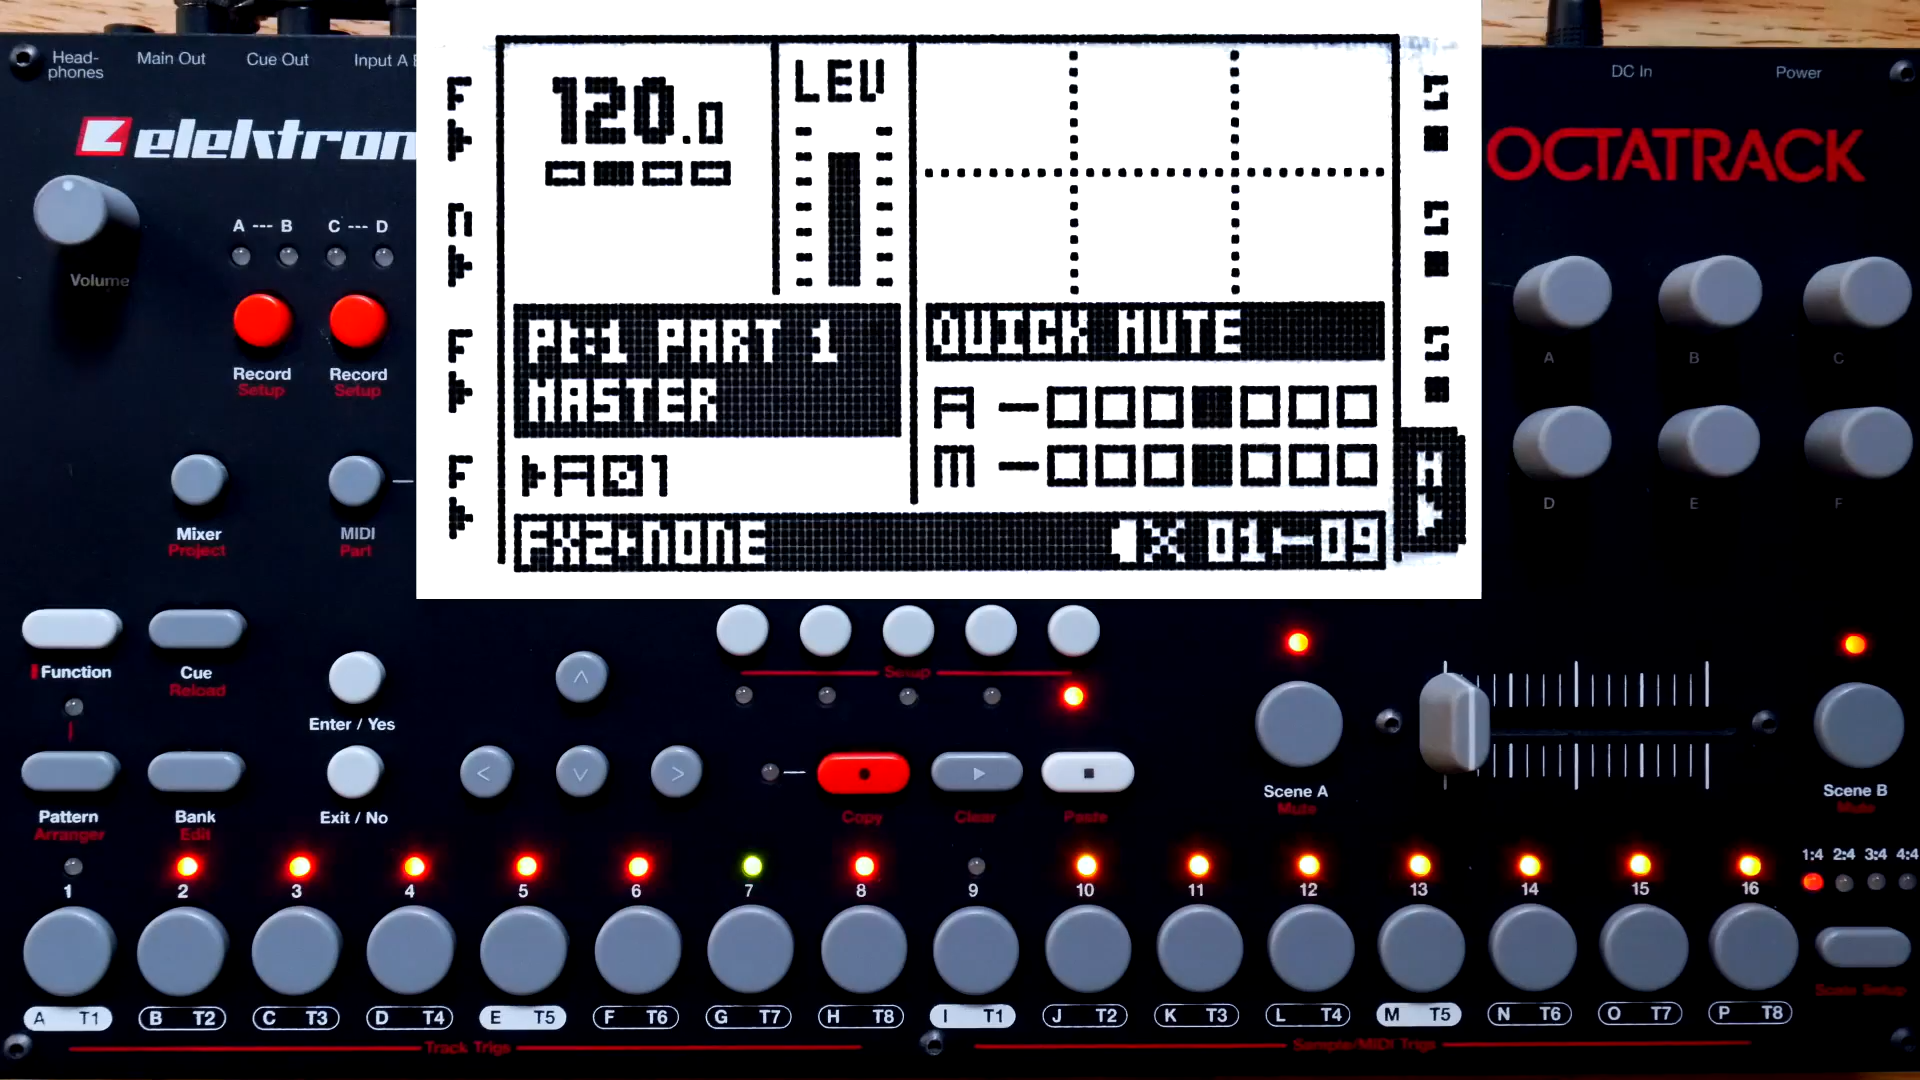 Head-
phones
Main Out
Cue Out
Input A B
DC In
Power
elektron
OCTATRACK
120.0
LEV
PT:1 PART 1
MASTER
A01
QUICK MUTE
A
M
FX2:NONE
01 09
A --- B
C --- D
Volume
Record
Setup
Record
Setup
Mixer
Project
MIDI
Part
A
B
C
D
E
F
Function
Cue
Reload
Enter / Yes
Exit / No
Setup
Pattern
Arranger
Bank
Edit
Copy
Clear
Paste
Scene A
Mute
Scene B
Mute
1:4 2:4 3:4 4:4
1 2 3 4 5 6 7 8 9 10 11 12 13 14 15 16
Scale Setup
A T1
B T2
C T3
D T4
E T5
F T6
G T7
H T8
I T1
J T2
K T3
L T4
M T5
N T6
O T7
P T8
Track Trigs
Sample/MIDI Trigs